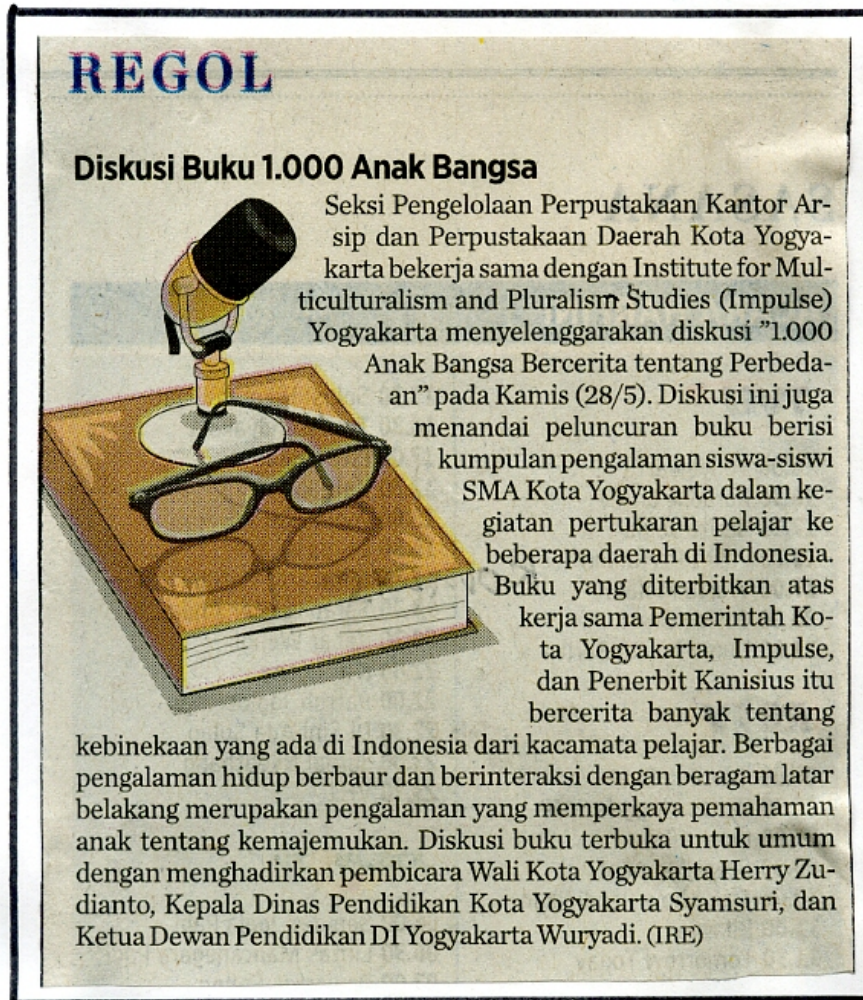 REGOL
Diskusi Buku 1.000 Anak Bangsa
Seksi Pengelolaan Perpustakaan Kantor Ar-
sip dan Perpustakaan Daerah Kota Yogya-
karta bekerja sama dengan Institute for Mul-
ticulturalism and Pluralism Studies (Impulse)
Yogyakarta menyelenggarakan diskusi ”1.000
Anak Bangsa Bercerita tentang Perbeda-
an” pada Kamis (28/5). Diskusi ini juga
menandai peluncuran buku berisi
kumpulan pengalaman siswa-siswi
SMA Kota Yogyakarta dalam ke-
giatan pertukaran pelajar ke
beberapa daerah di Indonesia.
Buku yang diterbitkan atas
kerja sama Pemerintah Ko-
ta Yogyakarta, Impulse,
dan Penerbit Kanisius itu
bercerita banyak tentang
kebinekaan yang ada di Indonesia dari kacamata pelajar. Berbagai
pengalaman hidup berbaur dan berinteraksi dengan beragam latar
belakang merupakan pengalaman yang memperkaya pemahaman
anak tentang kemajemukan. Diskusi buku terbuka untuk umum
dengan menghadirkan pembicara Wali Kota Yogyakarta Herry Zu-
dianto, Kepala Dinas Pendidikan Kota Yogyakarta Syamsuri, dan
Ketua Dewan Pendidikan DI Yogyakarta Wuryadi. (IRE)